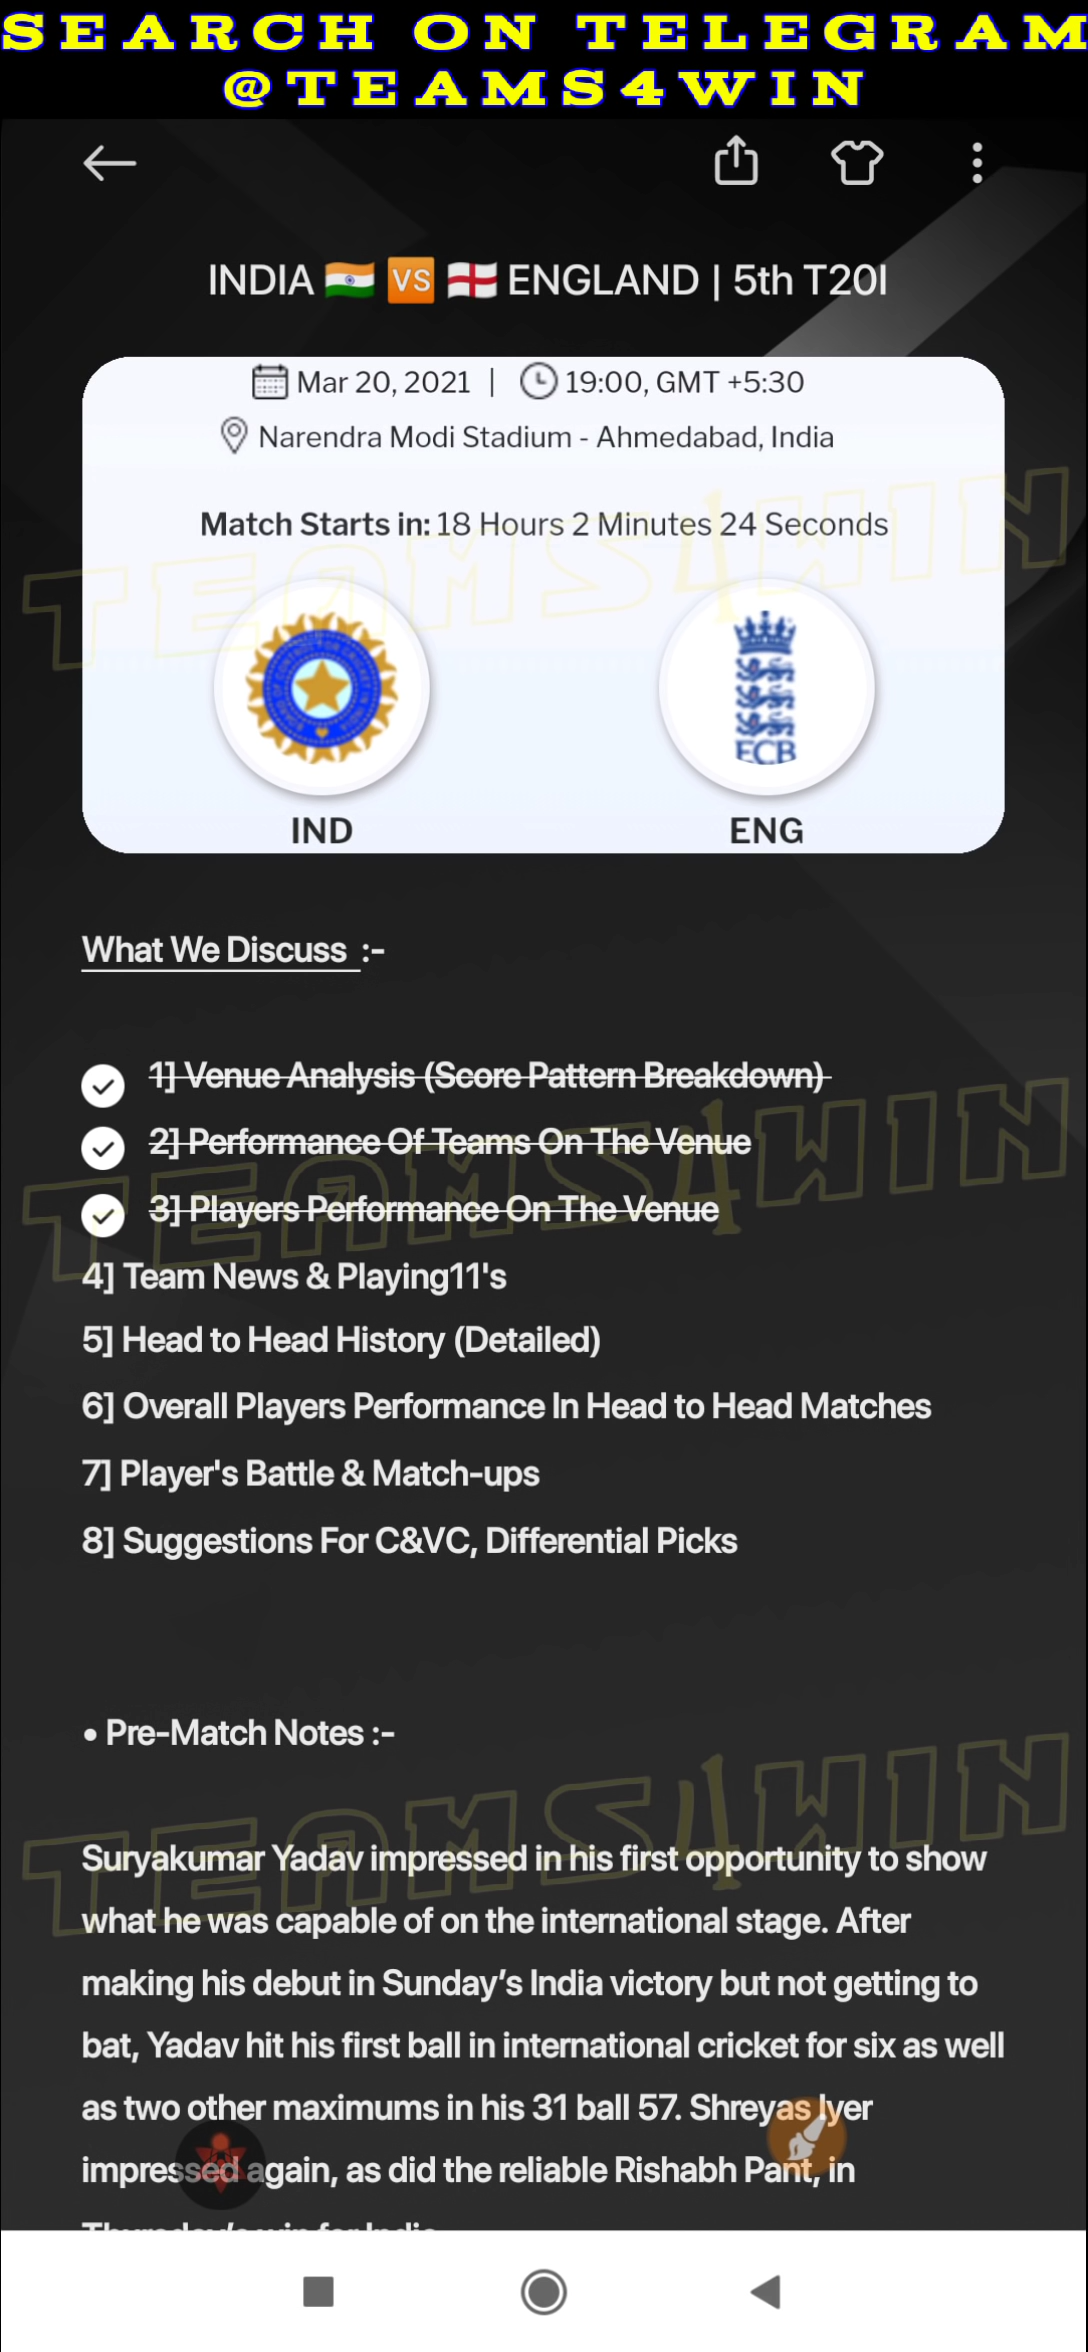 SEARCH ON TELEGRAM
@TEAMS4WIN
INDIA 🇮🇳 🆚 🏴󠁧󠁢󠁥󠁮󠁧󠁿 ENGLAND | 5th T20I
Mar 20, 2021 | 19:00, GMT +5:30
Narendra Modi Stadium - Ahmedabad, India
Match Starts in: 18 Hours 2 Minutes 24 Seconds
TEAMS4WIN
ECB
IND ENG
What We Discuss :-
1] Venue Analysis (Score Pattern Breakdown)
2] Performance Of Teams On The Venue
TEAMS4WIN
3] Players Performance On The Venue
4] Team News & Playing11's
5] Head to Head History (Detailed)
6] Overall Players Performance In Head to Head Matches
7] Player's Battle & Match-ups
8] Suggestions For C&VC, Differential Picks
• Pre-Match Notes :-
TEAMS4WIN
Suryakumar Yadav impressed in his first opportunity to show
what he was capable of on the international stage. After
making his debut in Sunday's India victory but not getting to
bat, Yadav hit his first ball in international cricket for six as well
as two other maximums in his 31 ball 57. Shreyas Iyer
impressed again, as did the reliable Rishabh Pant, in
Thursday's win for India